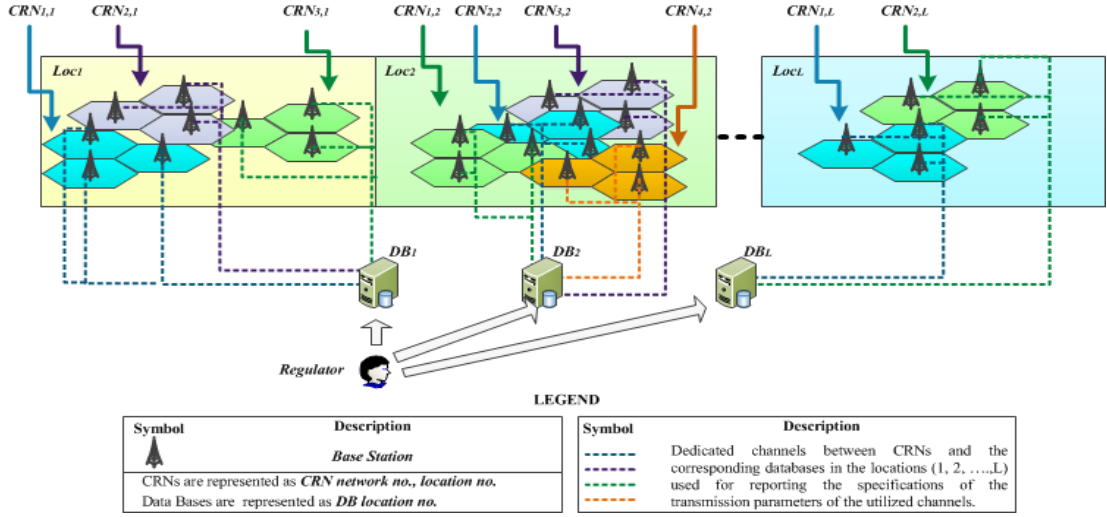 CRN1,1 CRN2,1 CRN3,1 CRN1,2 CRN2,2 CRN3,2 CRN4,2 CRN1,L CRN2,L
Loc1 Loc2 LocL
DB1 DB2 DBL
Regulator
LEGEND
Symbol Description
Base Station
CRNs are represented as CRN network no., location no.
Data Bases are represented as DB location no.
Symbol Description
Dedicated channels between CRNs and the
corresponding databases in the locations (1, 2, ….,L)
used for reporting the specifications of the
transmission parameters of the utilized channels.